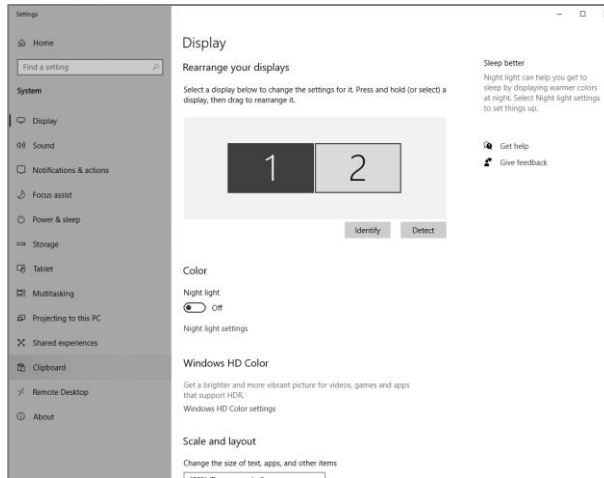 Settings
Home
Find a setting
System
Display
Sound
Notifications & actions
Focus assist
Power & sleep
Storage
Tablet
Multitasking
Projecting to this PC
Shared experiences
Clipboard
Remote Desktop
About
Display
Rearrange your displays
Select a display below to change the settings for it. Press and hold (or select) a
display, then drag to rearrange it.
1 2
Identify Detect
Color
Night light
Off
Night light settings
Windows HD Color
Get a brighter and more vibrant picture for videos, games and apps
that support HDR.
Windows HD Color settings
Scale and layout
Change the size of text, apps, and other items
Sleep better
Night light can help you get to
sleep by displaying warmer colors
at night. Select Night light settings
to set things up.
Get help
Give feedback